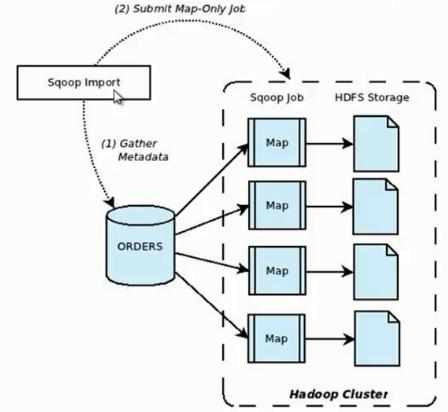 (2) Submit Map-Only Job
Sqoop Import
Sqoop Job
HDFS Storage
(1) Gather
Metadata
Map
ORDERS
Map
Map
Map
Hadoop Cluster